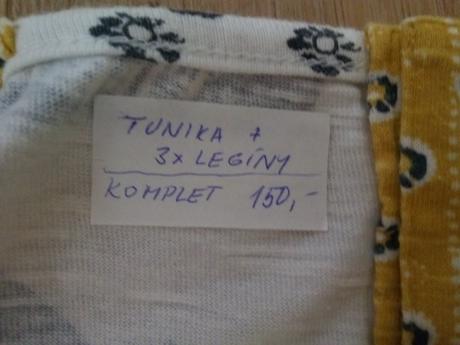 TUNIKA +
3x LEGÍNY
KOMPLET 150,-